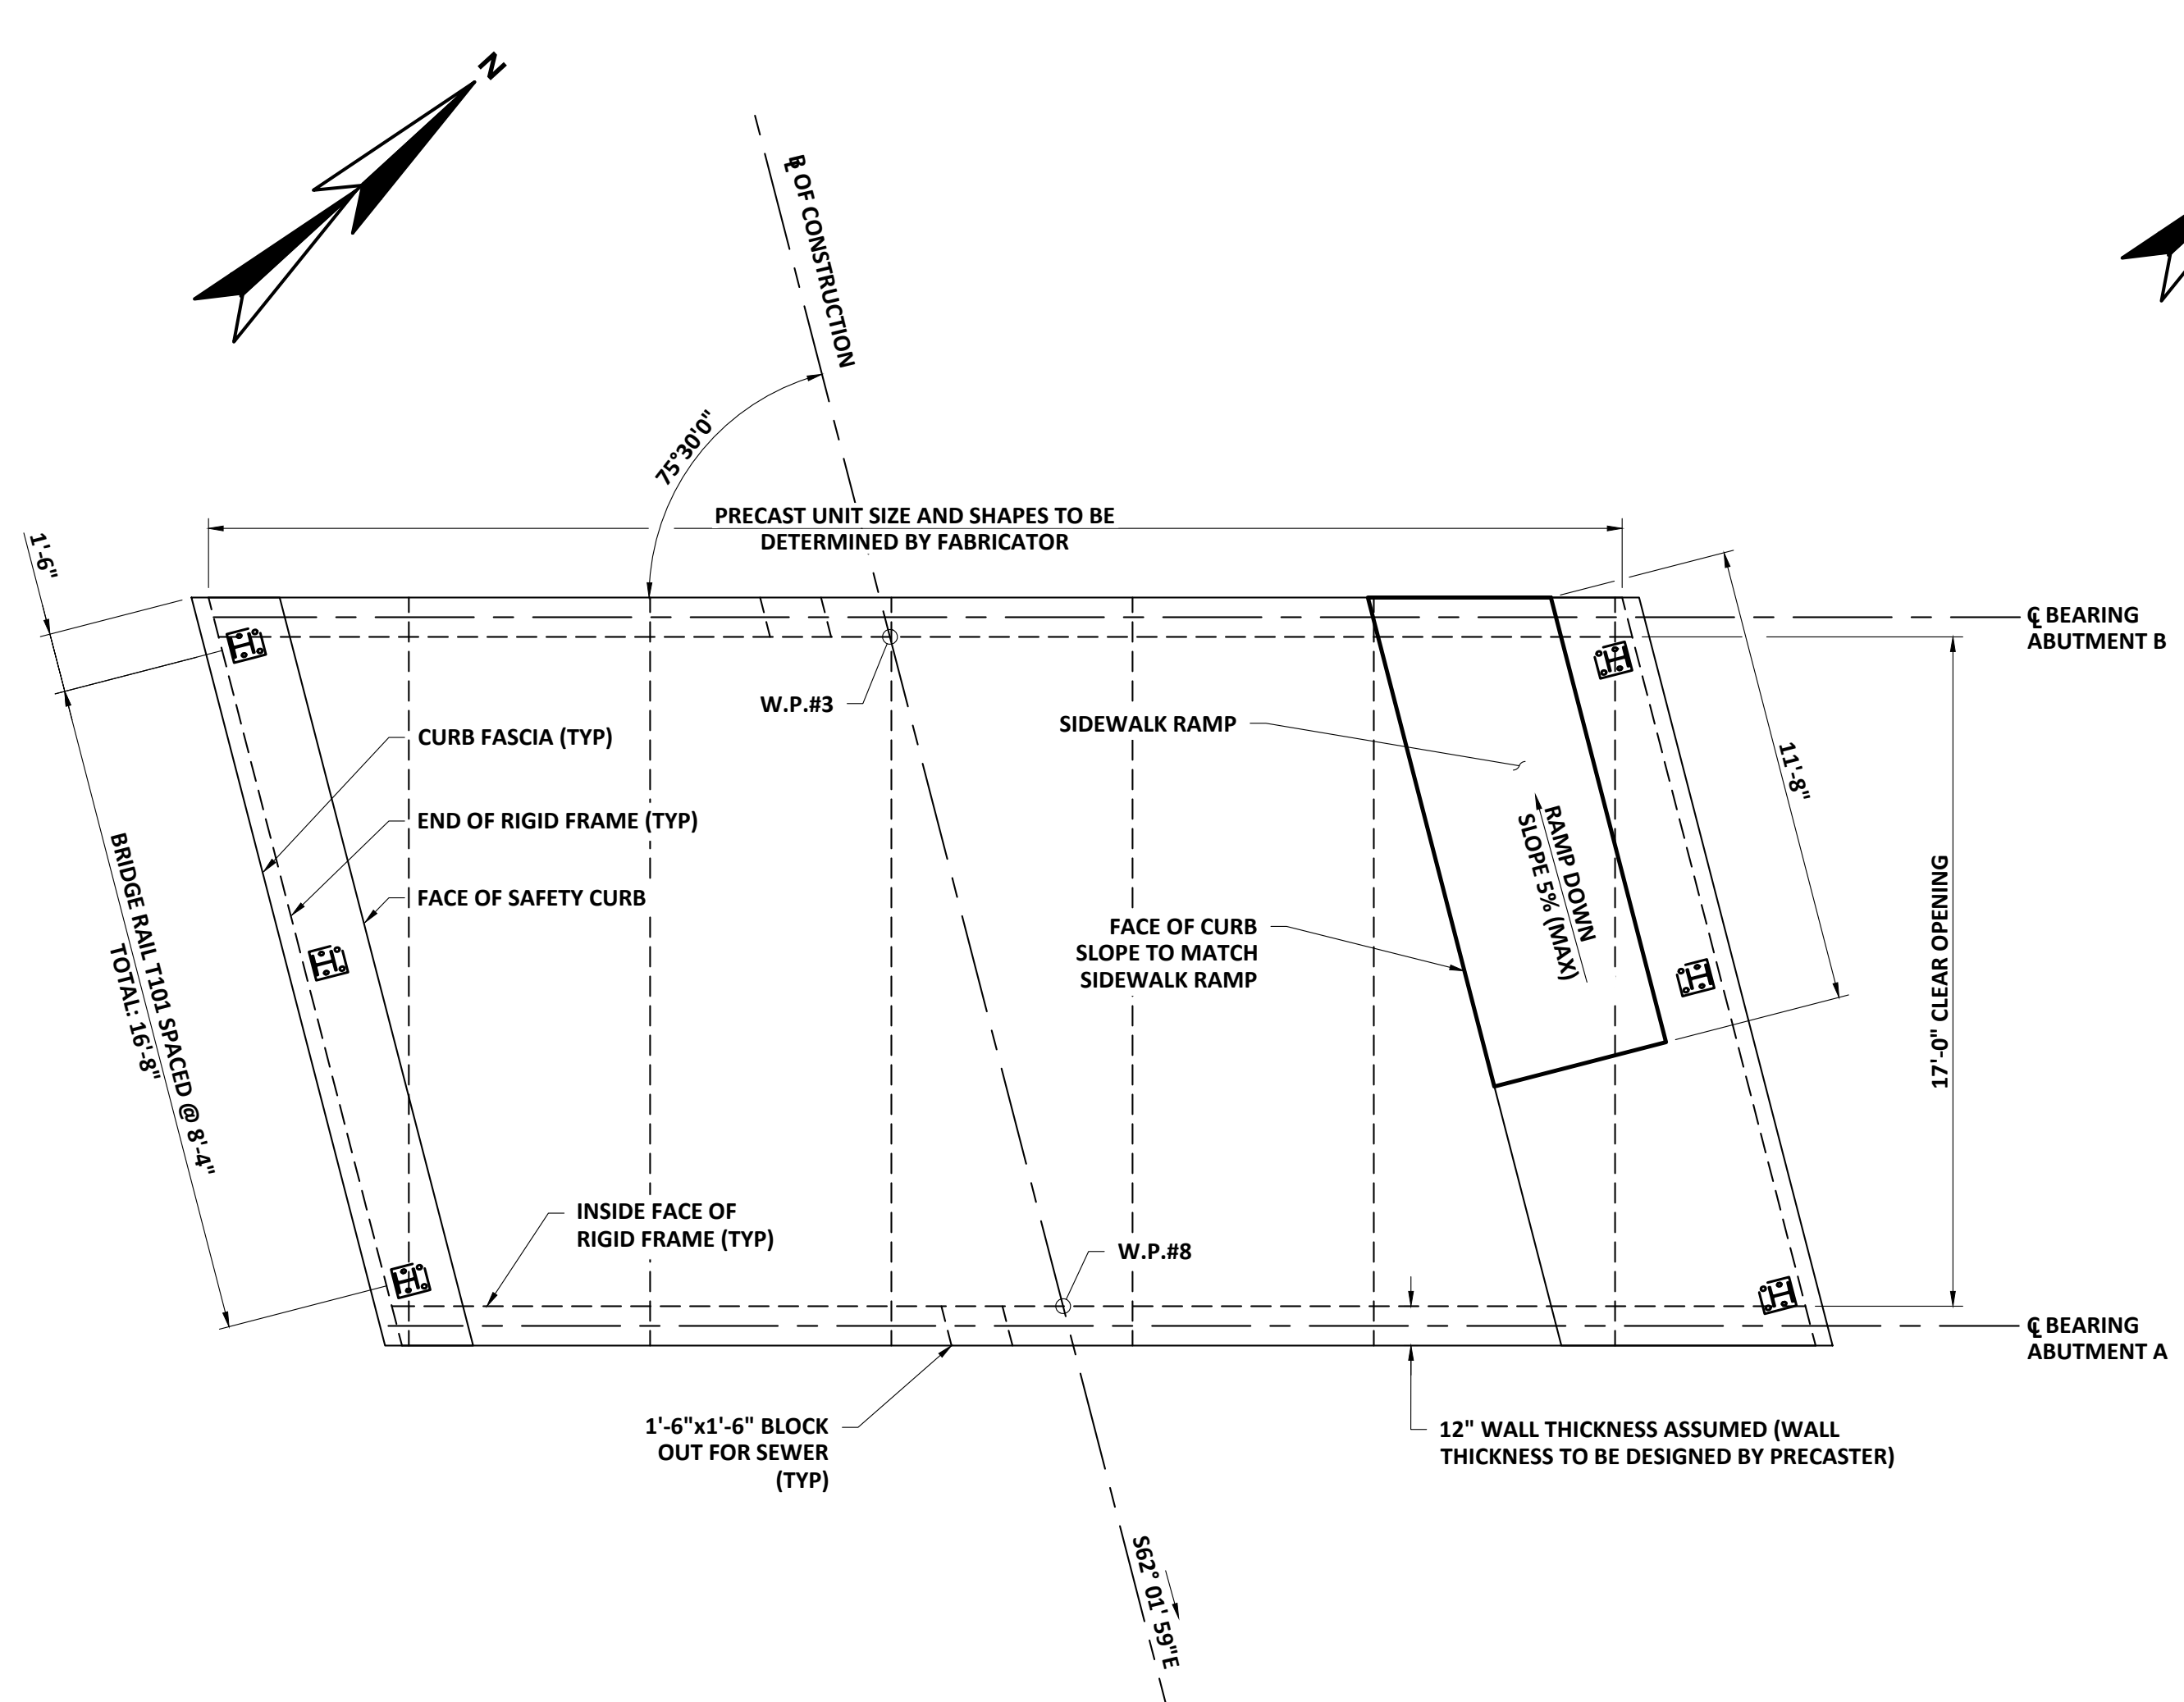 N
℄ OF CONSTRUCTION
75°30'0"
PRECAST UNIT SIZE AND SHAPES TO BE
DETERMINED BY FABRICATOR
1'-6"
℄ BEARING
ABUTMENT B
W.P.#3
SIDEWALK RAMP
CURB FASCIA (TYP)
11'-8"
END OF RIGID FRAME (TYP)
RAMP DOWN
SLOPE 5% (MAX)
FACE OF SAFETY CURB
BRIDGE RAIL T101 SPACED @ 8'-4"
TOTAL: 16'-8"
FACE OF CURB
SLOPE TO MATCH
SIDEWALK RAMP
17'-0" CLEAR OPENING
INSIDE FACE OF
RIGID FRAME (TYP)
W.P.#8
℄ BEARING
ABUTMENT A
1'-6"x1'-6" BLOCK
OUT FOR SEWER
(TYP)
12" WALL THICKNESS ASSUMED (WALL
THICKNESS TO BE DESIGNED BY PRECASTER)
S62° 01' 59"E